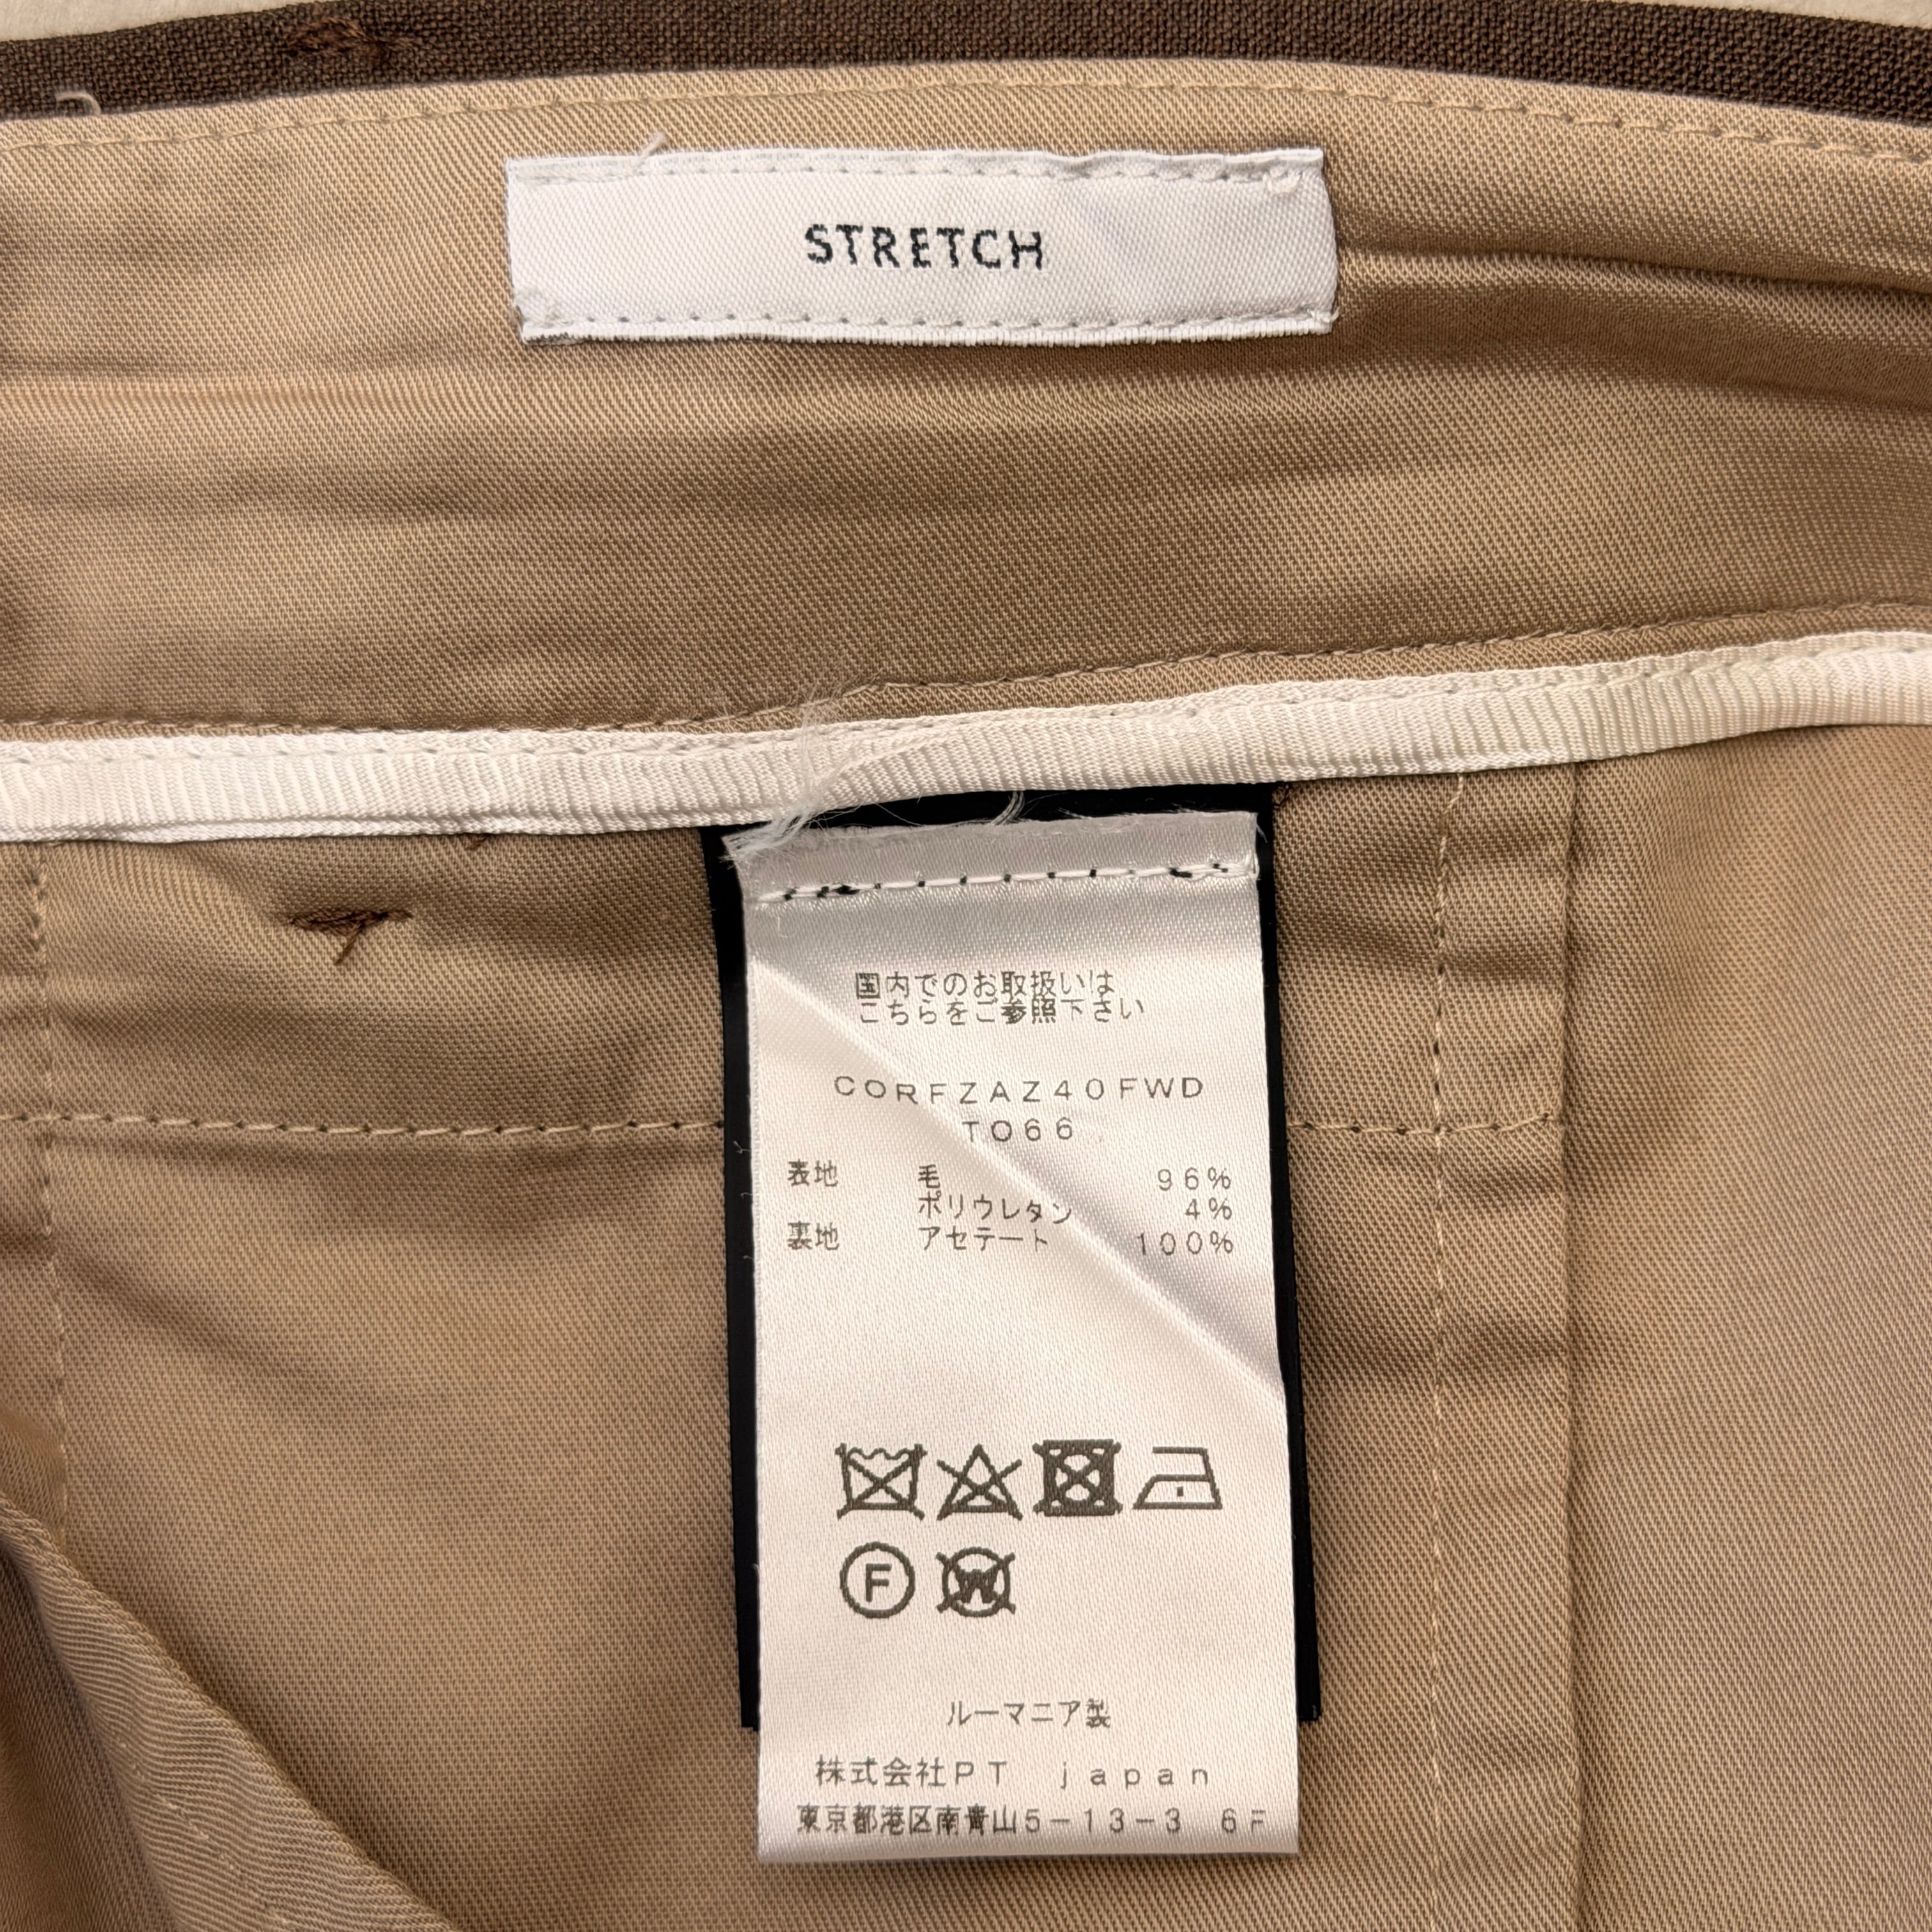 STRETCH
国内でのお取扱いは
こちらをご参照下さい
CORFZAZ40FWD
TO66
表地 毛 96%
ポリウレタン 4%
裏地 アセテート 100%
F W
ルーマニア製
株式会社PT japan
東京都港区南青山5-13-3 6F